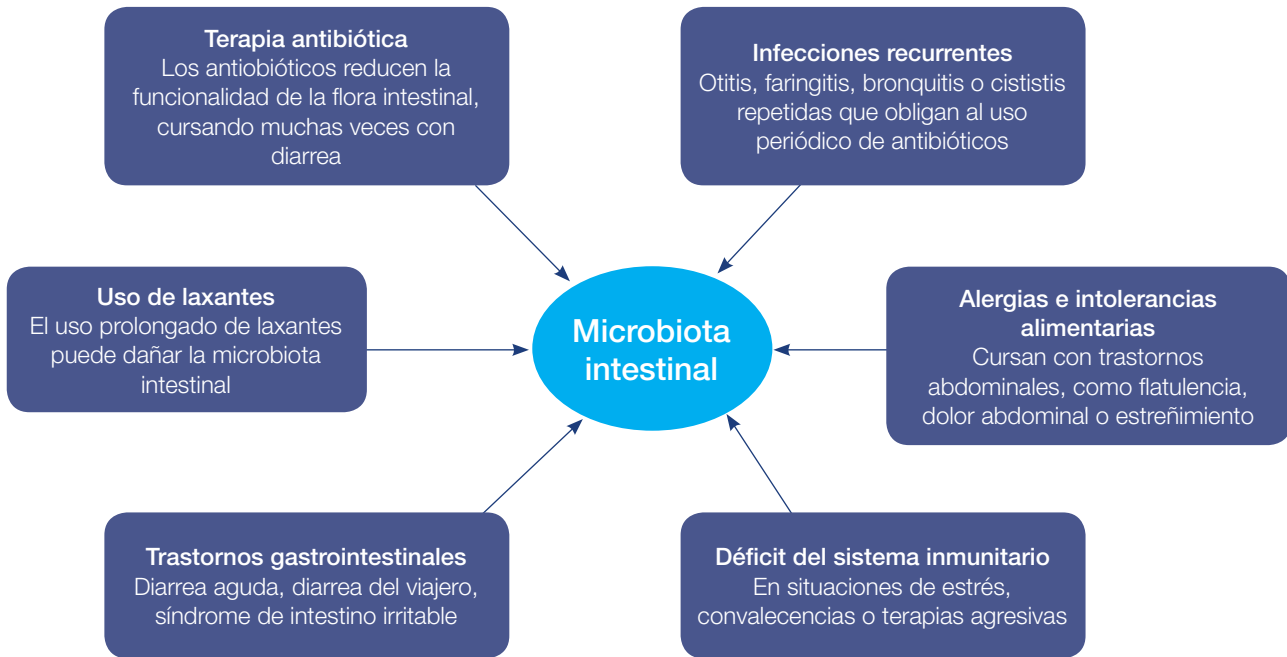 Terapia antibiótica
Los antiobióticos reducen la
funcionalidad de la flora intestinal,
cursando muchas veces con
diarrea
Infecciones recurrentes
Otitis, faringitis, bronquitis o cististis
repetidas que obligan al uso
periódico de antibióticos
Uso de laxantes
El uso prolongado de laxantes
puede dañar la microbiota
intestinal
Microbiota
intestinal
Alergias e intolerancias
alimentarias
Cursan con trastornos
abdominales, como flatulencia,
dolor abdominal o estreñimiento
Trastornos gastrointestinales
Diarrea aguda, diarrea del viajero,
síndrome de intestino irritable
Déficit del sistema inmunitario
En situaciones de estrés,
convalecencias o terapias agresivas